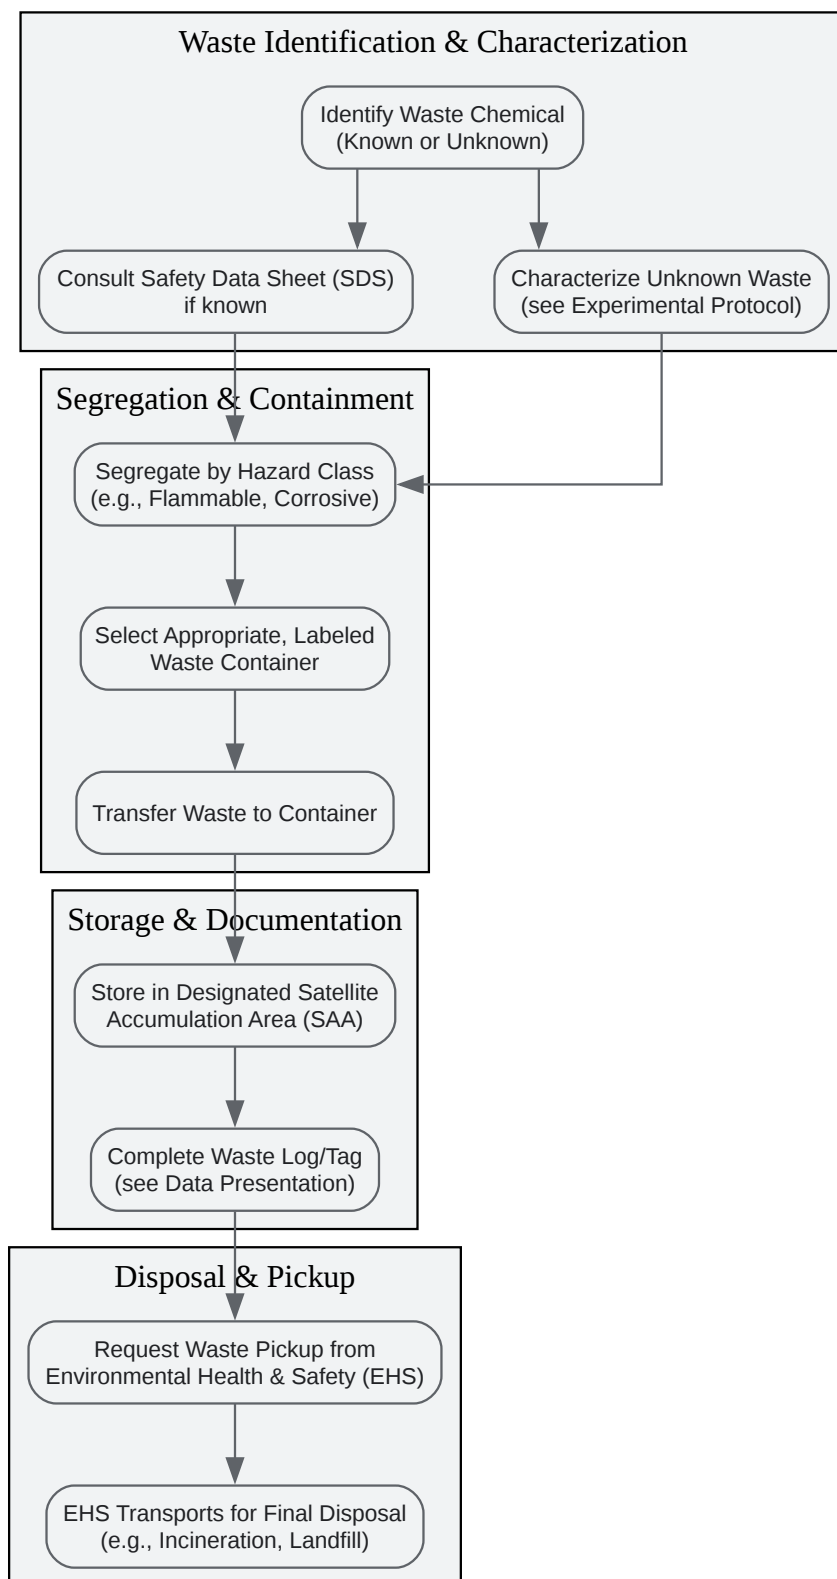 Waste Identification & Characterization
Identify Waste Chemical
(Known or Unknown)
Consult Safety Data Sheet (SDS)
if known
Characterize Unknown Waste
(see Experimental Protocol)
Segregation & Containment
Segregate by Hazard Class
(e.g., Flammable, Corrosive)
Select Appropriate, Labeled
Waste Container
Transfer Waste to Container
Storage & Documentation
Store in Designated Satellite
Accumulation Area (SAA)
Complete Waste Log/Tag
(see Data Presentation)
Disposal & Pickup
Request Waste Pickup from
Environmental Health & Safety (EHS)
EHS Transports for Final Disposal
(e.g., Incineration, Landfill)